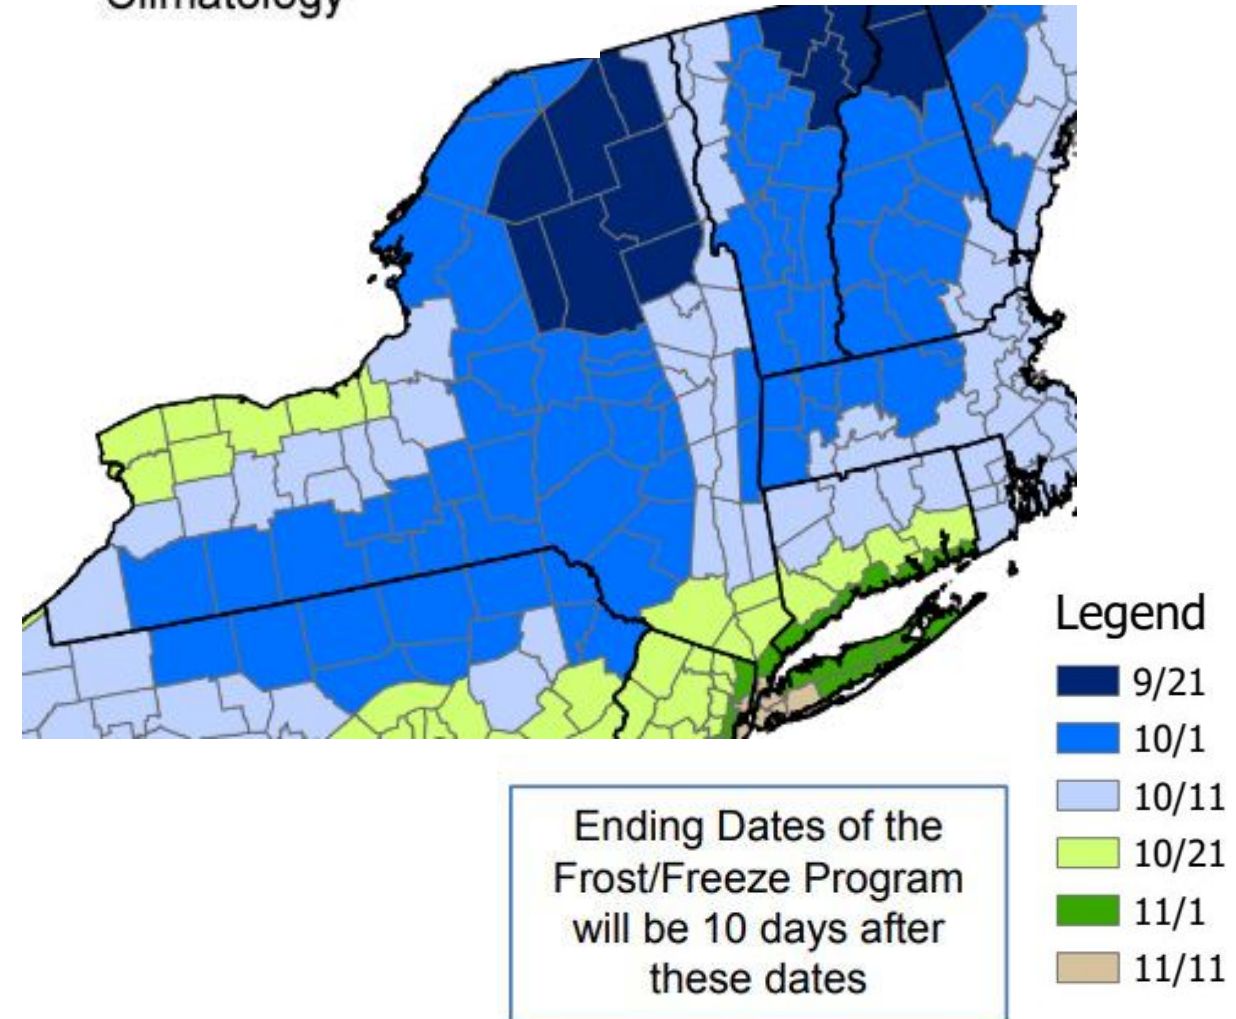 Climatology
Legend
9/21
10/1
10/11
10/21
11/1
11/11
Ending Dates of the
Frost/Freeze Program
will be 10 days after
these dates